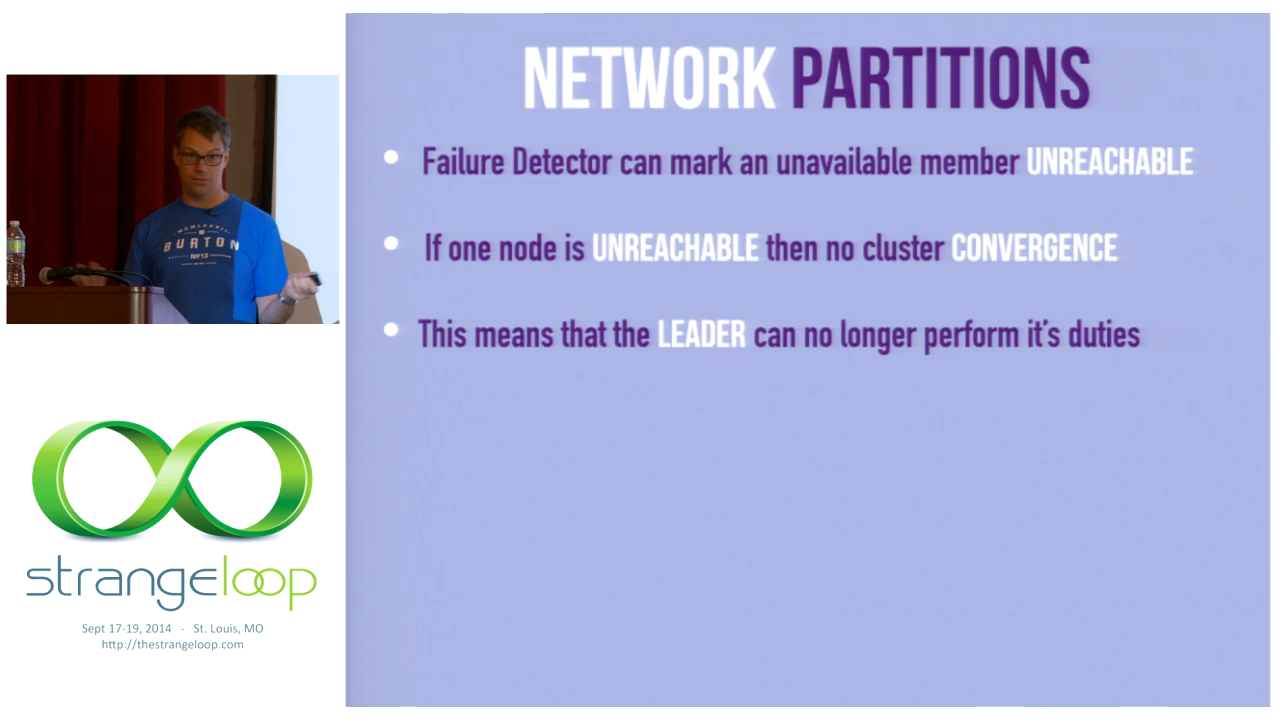 NETWORK PARTITIONS
• Failure Detector can mark an unavailable member UNREACHABLE
• If one node is UNREACHABLE then no cluster CONVERGENCE
• This means that the LEADER can no longer perform it's duties
BURTON
Nº13
strangeloop
Sept 17-19, 2014 - St. Louis, MO
http://thestrangeloop.com